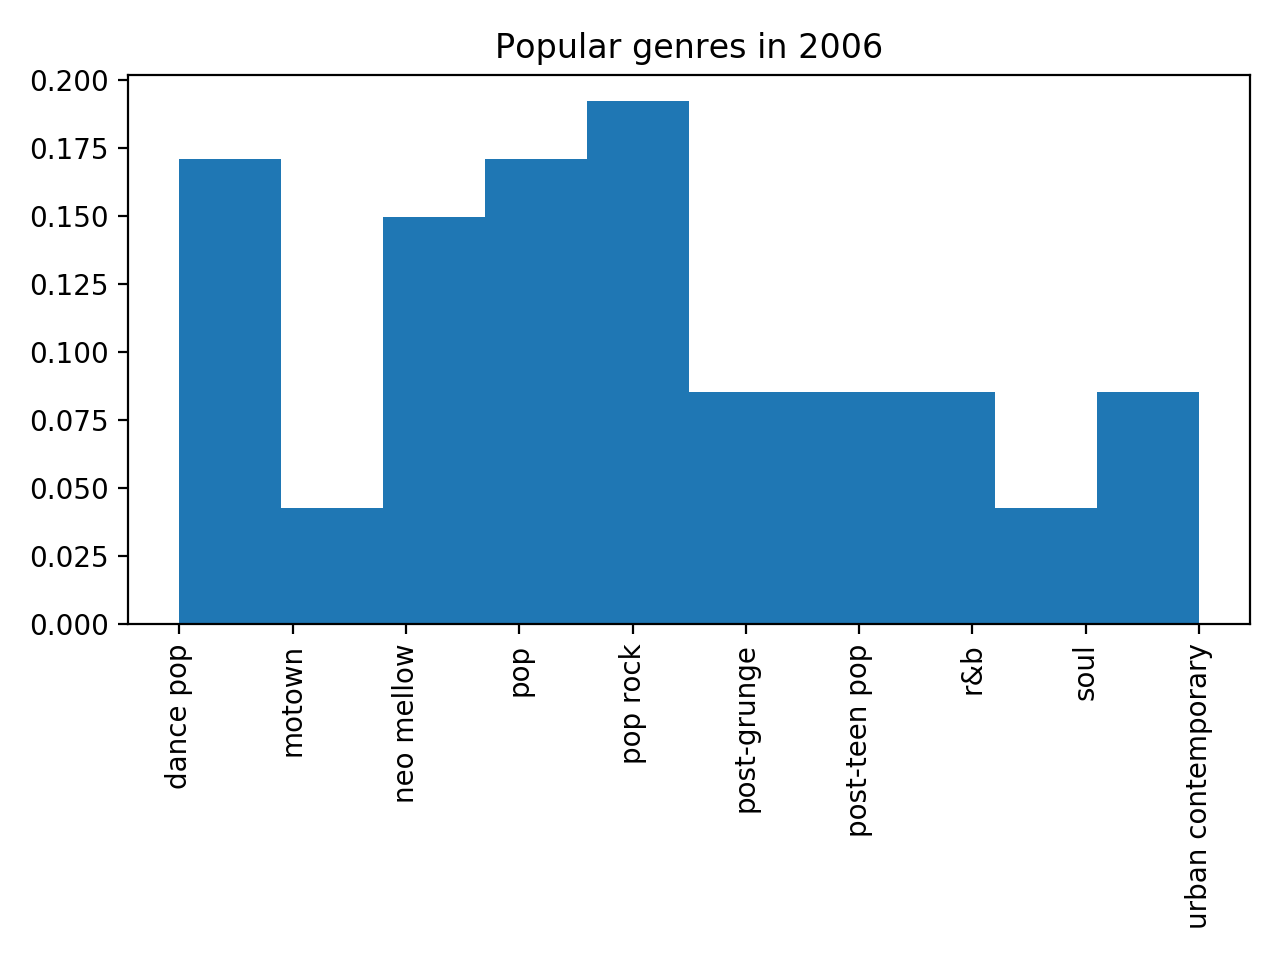 Popular genres in 2006
0.200
0.175
0.150
0.125
0.100
0.075
0.050
0.025
0.000
dance pop
motown
neo mellow
pop
pop rock
post-grunge
post-teen pop
r&b
soul
urban contemporary